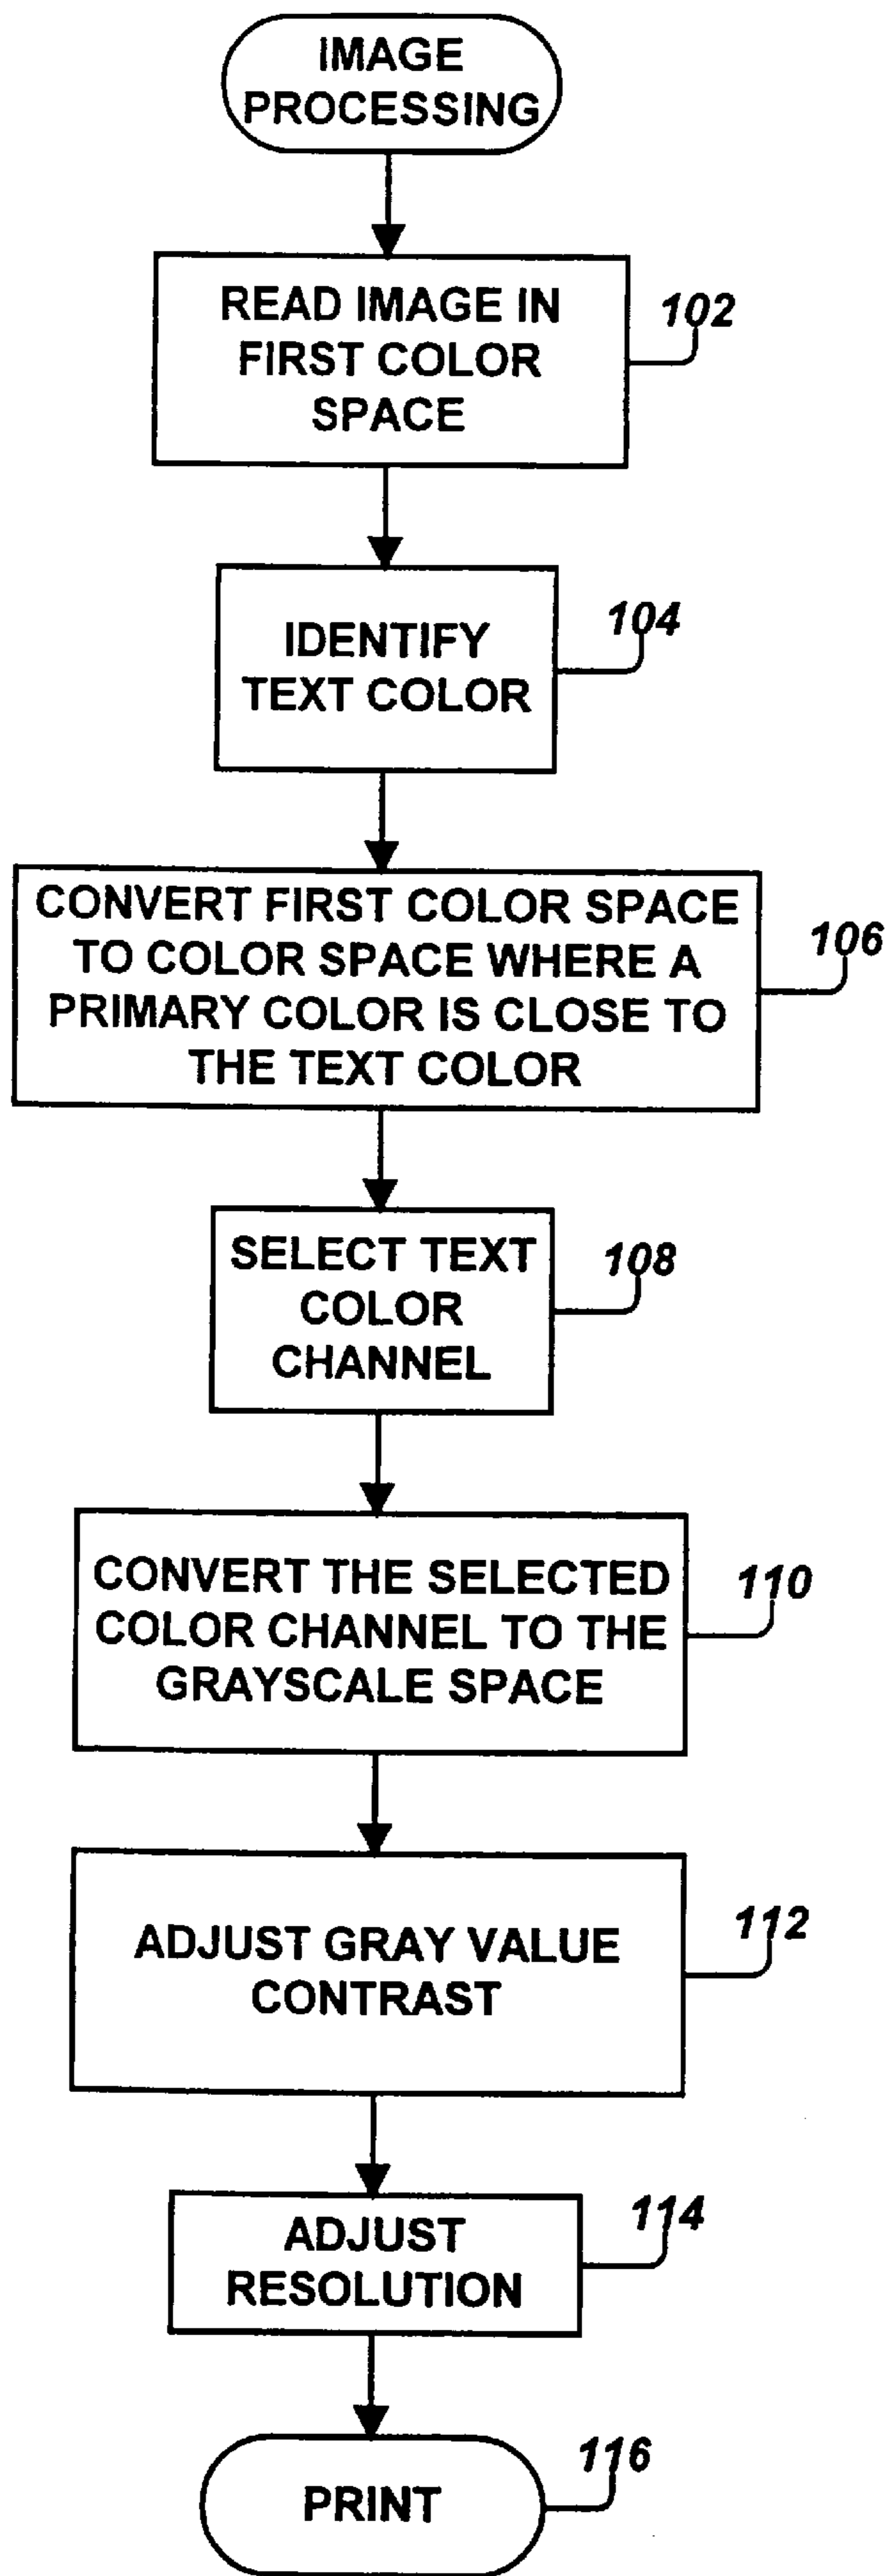 IMAGE
PROCESSING
READ IMAGE IN
FIRST COLOR
SPACE
102
IDENTIFY
TEXT COLOR
104
CONVERT FIRST COLOR SPACE
TO COLOR SPACE WHERE A
PRIMARY COLOR IS CLOSE TO
THE TEXT COLOR
106
SELECT TEXT
COLOR
CHANNEL
108
CONVERT THE SELECTED
COLOR CHANNEL TO THE
GRAYSCALE SPACE
110
ADJUST GRAY VALUE
CONTRAST
112
ADJUST
RESOLUTION
114
PRINT
116